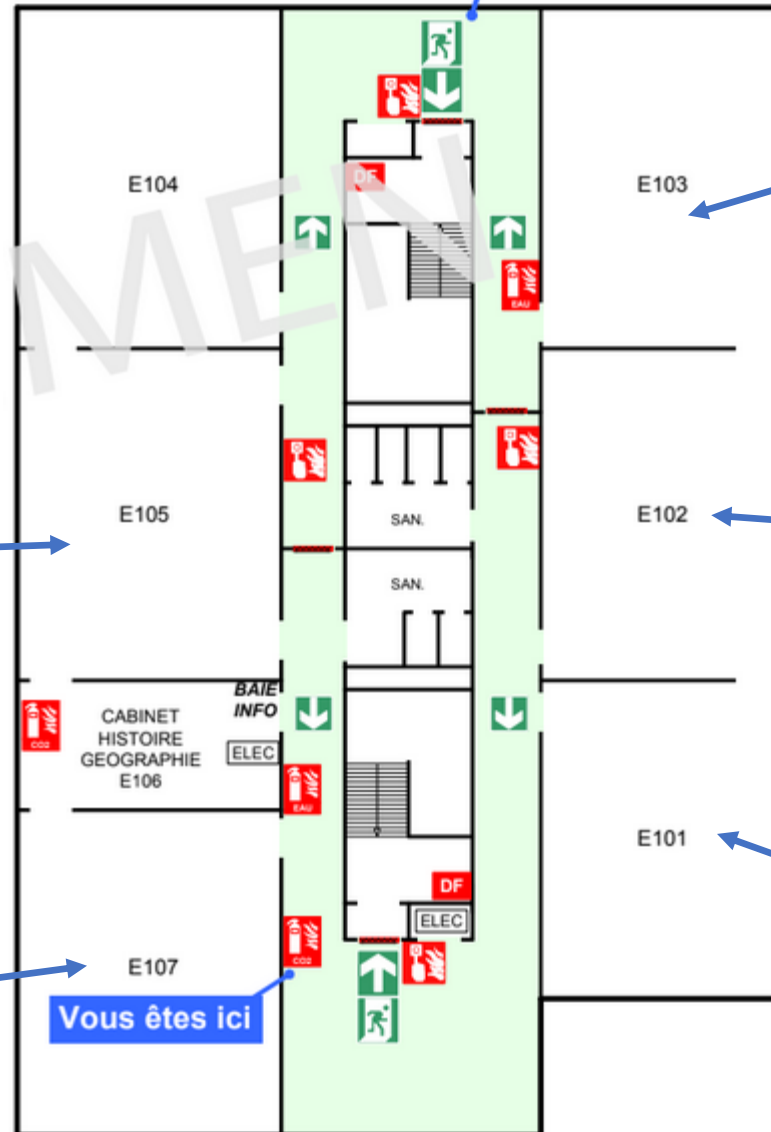 E104
E103
DF
MEN
EAU
E105
E102
SAN.
SAN.
BAIE
INFO
CABINET
HISTOIRE
GEOGRAPHIE
E106
ELEC
CO2
EAU
E101
DF
ELEC
CO2
E107
Vous êtes ici